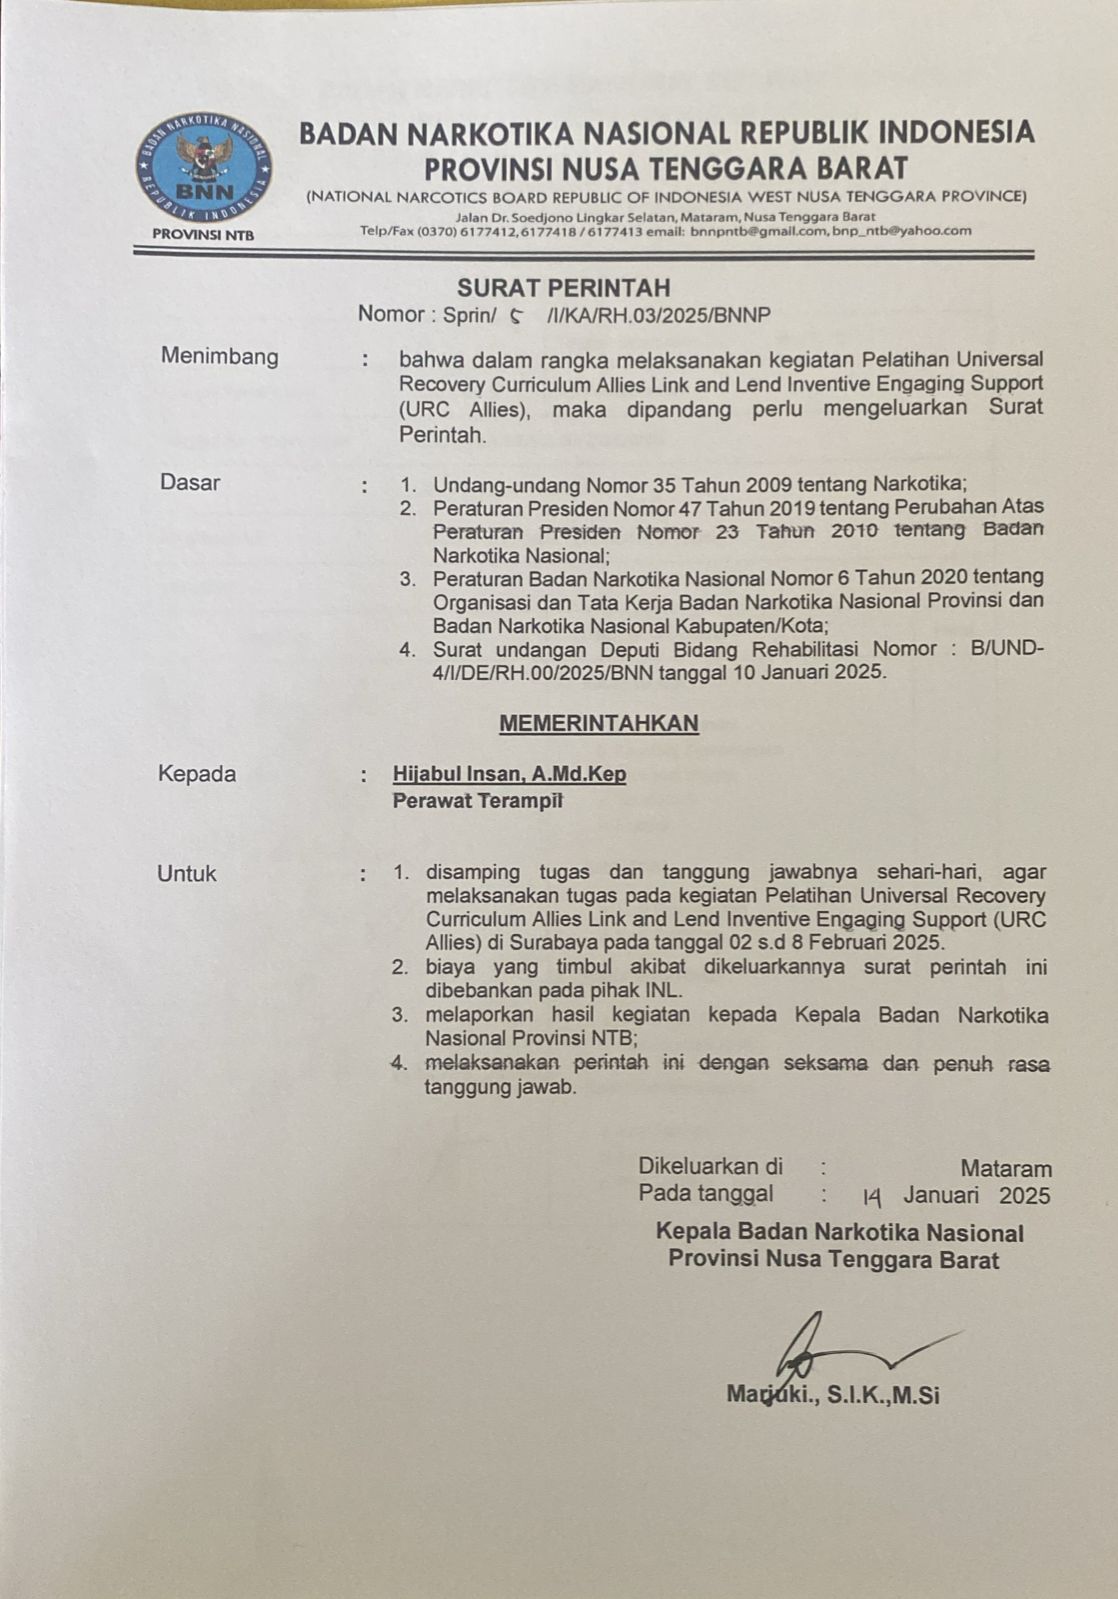 BADAN NARKOTIKA NASIONAL
REPUBLIK INDONESIA
BNN
PROVINSI NTB
BADAN NARKOTIKA NASIONAL REPUBLIK INDONESIA
PROVINSI NUSA TENGGARA BARAT
(NATIONAL NARCOTICS BOARD REPUBLIC OF INDONESIA WEST NUSA TENGGARA PROVINCE)
Jalan Dr. Soedjono Lingkar Selatan, Mataram, Nusa Tenggara Barat
Telp/Fax (0370) 6177412, 6177418 / 6177413 email: bnnpntb@gmail.com, bnp_ntb@yahoo.com
SURAT PERINTAH
Nomor : Sprin/ 5 /I/KA/RH.03/2025/BNNP
Menimbang : bahwa dalam rangka melaksanakan kegiatan Pelatihan Universal
Recovery Curriculum Allies Link and Lend Inventive Engaging Support
(URC Allies), maka dipandang perlu mengeluarkan Surat
Perintah.
Dasar : 1. Undang-undang Nomor 35 Tahun 2009 tentang Narkotika;
2. Peraturan Presiden Nomor 47 Tahun 2019 tentang Perubahan Atas
Peraturan Presiden Nomor 23 Tahun 2010 tentang Badan
Narkotika Nasional;
3. Peraturan Badan Narkotika Nasional Nomor 6 Tahun 2020 tentang
Organisasi dan Tata Kerja Badan Narkotika Nasional Provinsi dan
Badan Narkotika Nasional Kabupaten/Kota;
4. Surat undangan Deputi Bidang Rehabilitasi Nomor : B/UND-
4/I/DE/RH.00/2025/BNN tanggal 10 Januari 2025.
MEMERINTAHKAN
Kepada : Hijabul Insan, A.Md.Kep
Perawat Terampil
Untuk : 1. disamping tugas dan tanggung jawabnya sehari-hari, agar
melaksanakan tugas pada kegiatan Pelatihan Universal Recovery
Curriculum Allies Link and Lend Inventive Engaging Support (URC
Allies) di Surabaya pada tanggal 02 s.d 8 Februari 2025.
2. biaya yang timbul akibat dikeluarkannya surat perintah ini
dibebankan pada pihak INL.
3. melaporkan hasil kegiatan kepada Kepala Badan Narkotika
Nasional Provinsi NTB;
4. melaksanakan perintah ini dengan seksama dan penuh rasa
tanggung jawab.
Dikeluarkan di : Mataram
Pada tanggal : 14 Januari 2025
Kepala Badan Narkotika Nasional
Provinsi Nusa Tenggara Barat
Marjuki., S.I.K.,M.Si